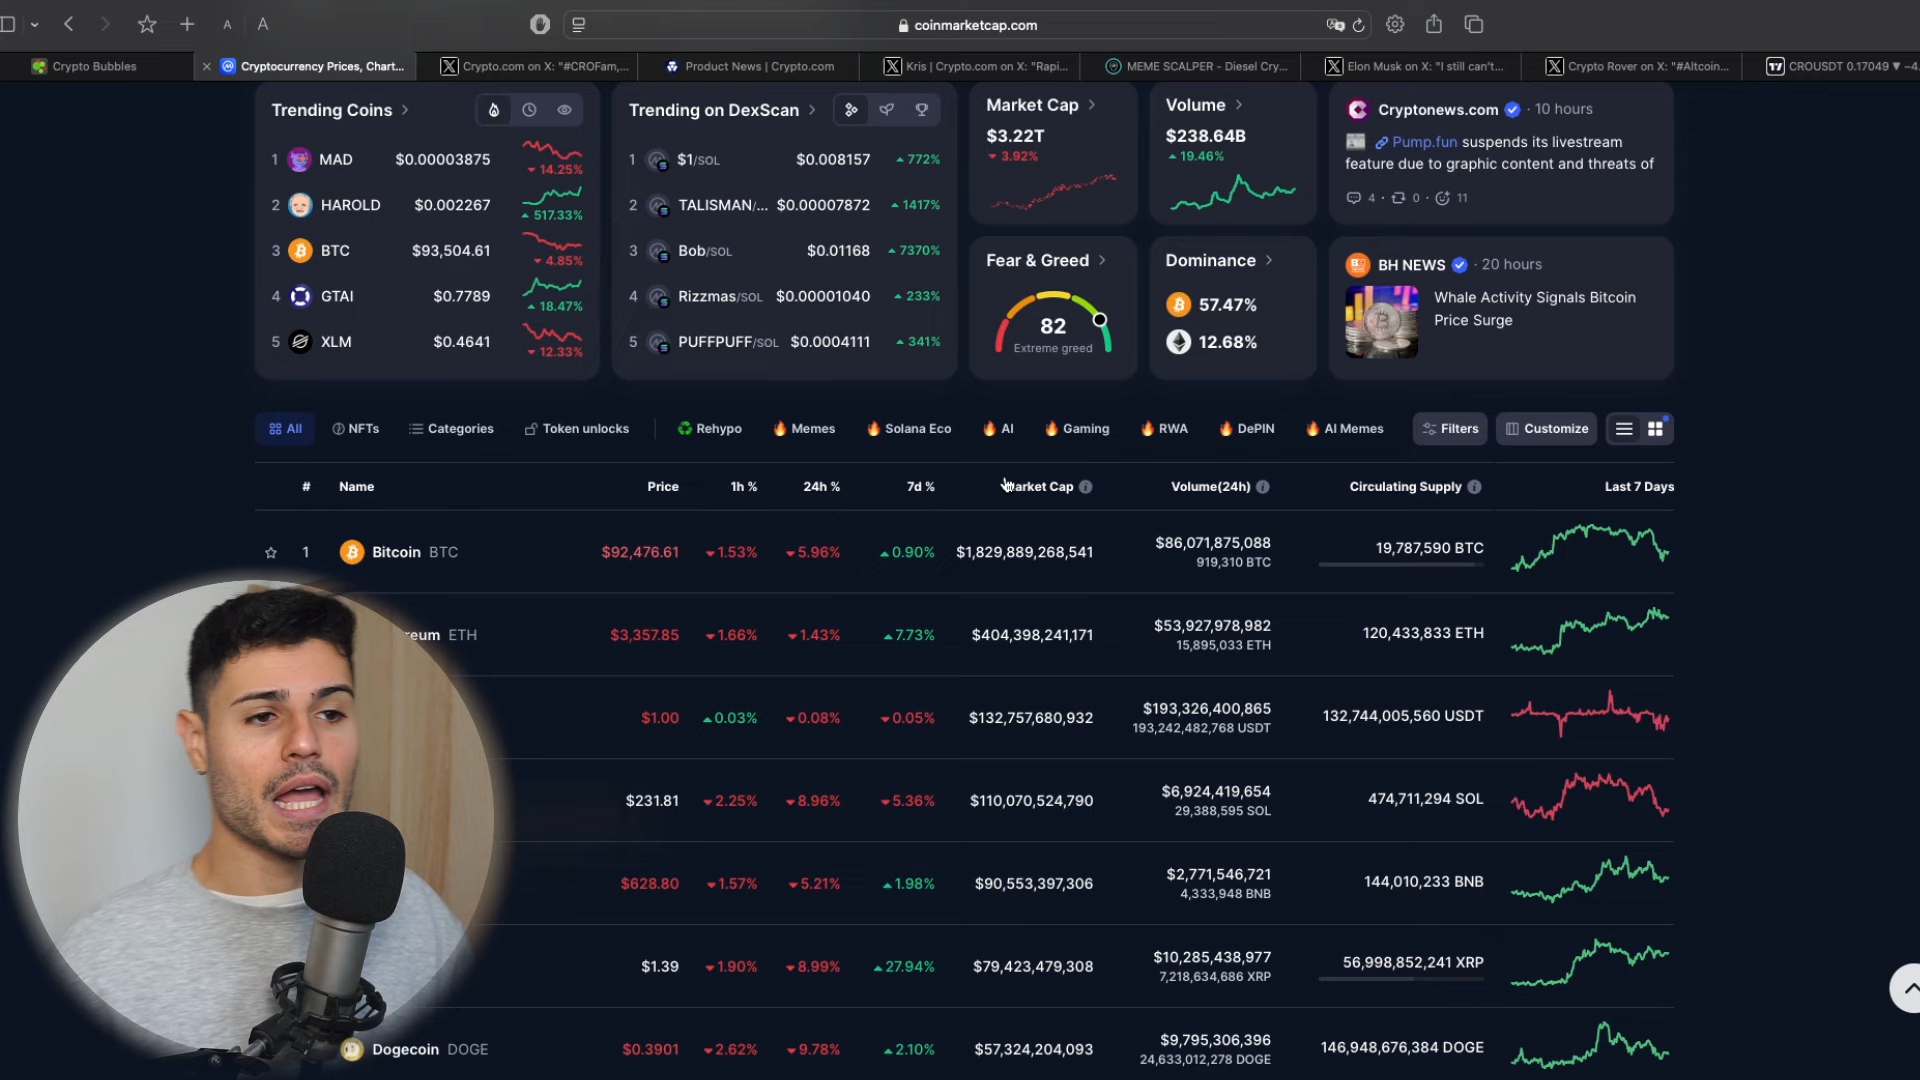 A A coinmarketcap.com
Crypto Bubbles
Cryptocurrency Prices, Chart...
Crypto.com on X: "#CROFam,...
Product News | Crypto.com
Kris | Crypto.com on X: "Rapi...
MEME SCALPER - Diesel Cry...
Elon Musk on X: "I still can't...
Crypto Rover on X: "#Altcoin...
CROUSDT 0.17049 ▼ −4.
Trending Coins
1 MAD $0.00003875 14.25%
2 HAROLD $0.002267 517.33%
3 BTC $93,504.61 4.85%
4 GTAI $0.7789 18.47%
5 XLM $0.4641 12.33%
Trending on DexScan
1 $1/SOL $0.008157 772%
2 TALISMAN/... $0.00007872 1417%
3 Bob/SOL $0.01168 7370%
4 Rizzmas/SOL $0.00001040 233%
5 PUFFPUFF/SOL $0.0004111 341%
Market Cap
$3.22T
3.92%
Volume
$238.64B
19.46%
Fear & Greed
82
Extreme greed
Dominance
57.47%
12.68%
Cryptonews.com · 10 hours
Pump.fun suspends its livestream
feature due to graphic content and threats of
4 · 0 · 11
BH NEWS · 20 hours
Whale Activity Signals Bitcoin
Price Surge
All NFTs Categories Token unlocks Rehypo Memes Solana Eco AI Gaming RWA DePIN AI Memes Filters Customize
# Name Price 1h % 24h % 7d % Market Cap Volume(24h) Circulating Supply Last 7 Days
1 Bitcoin BTC $92,476.61 1.53% 5.96% 0.90% $1,829,889,268,541 $86,071,875,088 19,787,590 BTC
919,310 BTC
reum ETH $3,357.85 1.66% 1.43% 7.73% $404,398,241,171 $53,927,978,982 120,433,833 ETH
15,895,033 ETH
$1.00 0.03% 0.08% 0.05% $132,757,680,932 $193,326,400,865 132,744,005,560 USDT
193,242,482,768 USDT
$231.81 2.25% 8.96% 5.36% $110,070,524,790 $6,924,419,654 474,711,294 SOL
29,388,595 SOL
$628.80 1.57% 5.21% 1.98% $90,553,397,306 $2,771,546,721 144,010,233 BNB
4,333,948 BNB
$1.39 1.90% 8.99% 27.94% $79,423,479,308 $10,285,438,977 56,998,852,241 XRP
7,218,634,686 XRP
Dogecoin DOGE $0.3901 2.62% 9.78% 2.10% $57,324,204,093 $9,795,306,396 146,948,676,384 DOGE
24,633,012,278 DOGE